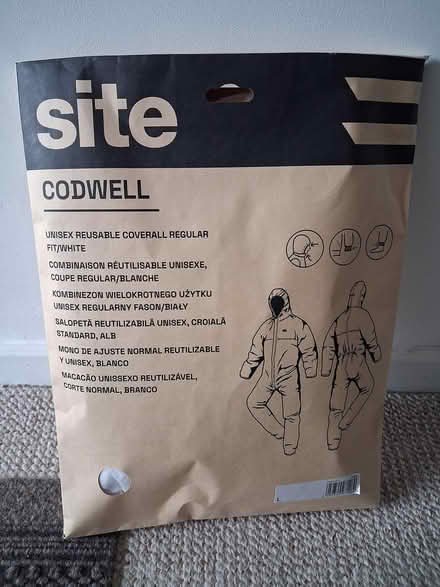 site
CODWELL
UNISEX REUSABLE COVERALL REGULAR
FIT/WHITE
COMBINAISON RÉUTILISABLE UNISEXE,
COUPE REGULAR/BLANCHE
KOMBINEZON WIELOKROTNEGO UŻYTKU
UNISEX REGULARNY FASON/BIAŁY
SALOPETĂ REUTILIZABILĂ UNISEX, CROIALĂ
STANDARD, ALB
MONO DE AJUSTE NORMAL REUTILIZABLE
Y UNISEX, BLANCO
MACACÃO UNISSEXO REUTILIZÁVEL,
CORTE NORMAL, BRANCO
L